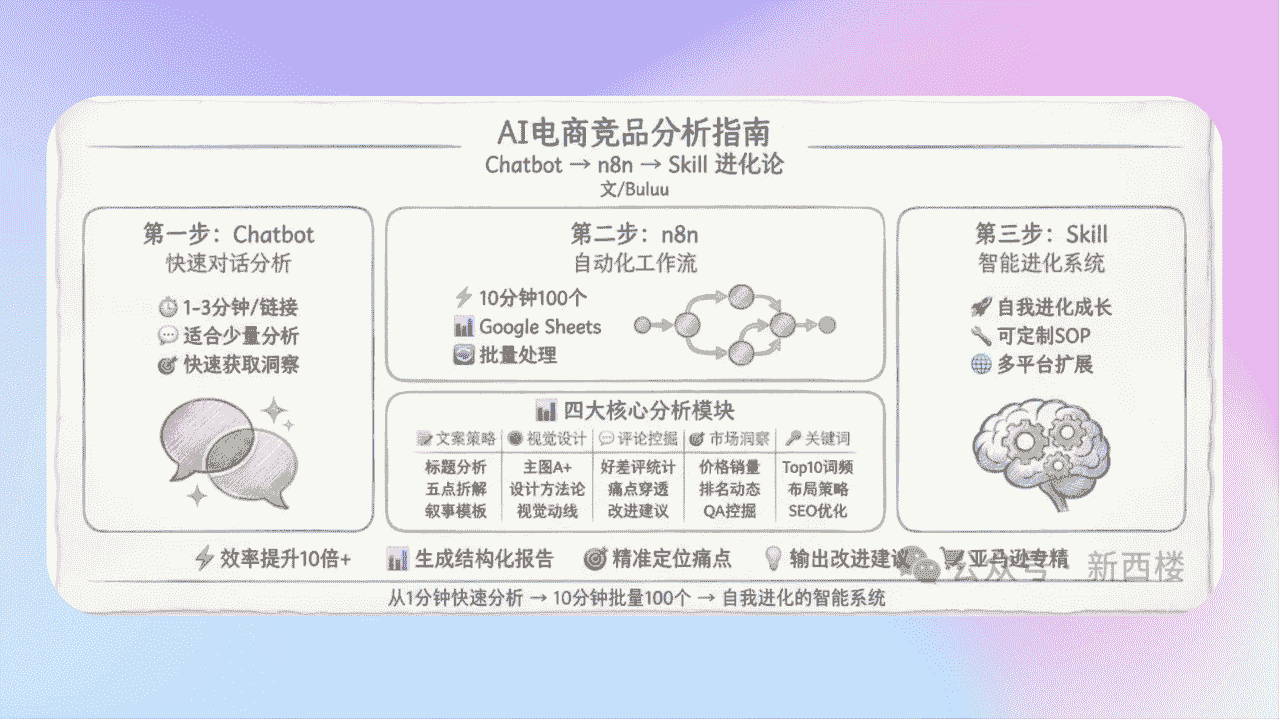 AI电商竞品分析指南
Chatbot → n8n → Skill 进化论
文/Buluu
第一步：Chatbot
快速对话分析
1-3分钟/链接
适合少量分析
快速获取洞察
第二步：n8n
自动化工作流
10分钟100个
Google Sheets
批量处理
四大核心分析模块
文案策略 视觉设计 评论挖掘 市场洞察 关键词
标题分析 主图A+ 好差评统计 价格销量 Top10词频
五点拆解 设计方法论 痛点穿透 排名动态 布局策略
叙事模板 视觉动线 改进建议 QA挖掘 SEO优化
第三步：Skill
智能进化系统
自我进化成长
可定制SOP
多平台扩展
效率提升10倍+ 生成结构化报告 精准定位痛点 输出改进建议 亚马逊专精
公众号 新西楼
从1分钟快速分析 → 10分钟批量100个 → 自我进化的智能系统